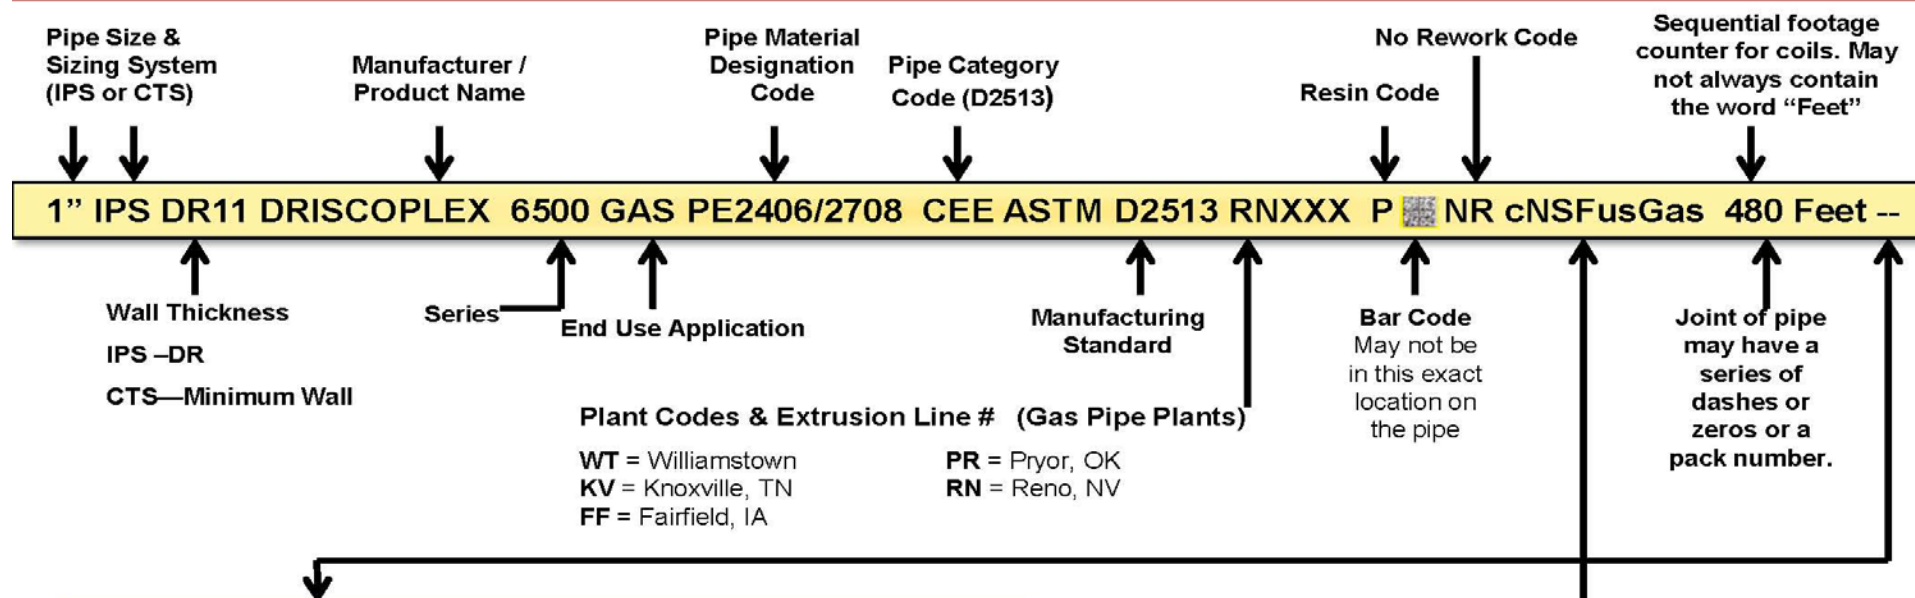 Pipe Size &
Sizing System
(IPS or CTS)
Manufacturer /
Product Name
Pipe Material
Designation
Code
Pipe Category
Code (D2513)
Resin Code
No Rework Code
Sequential footage
counter for coils. May
not always contain
the word “Feet”
1” IPS DR11 DRISCOPLEX 6500 GAS PE2406/2708 CEE ASTM D2513 RNXXX P NR cNSFusGas 480 Feet --
Wall Thickness
IPS –DR
CTS—Minimum Wall
Series
End Use Application
Manufacturing
Standard
Bar Code
May not be
in this exact
location on
the pipe
Joint of pipe
may have a
series of
dashes or
zeros or a
pack number.
Plant Codes & Extrusion Line # (Gas Pipe Plants)
WT = Williamstown
KV = Knoxville, TN
FF = Fairfield, IA
PR = Pryor, OK
RN = Reno, NV